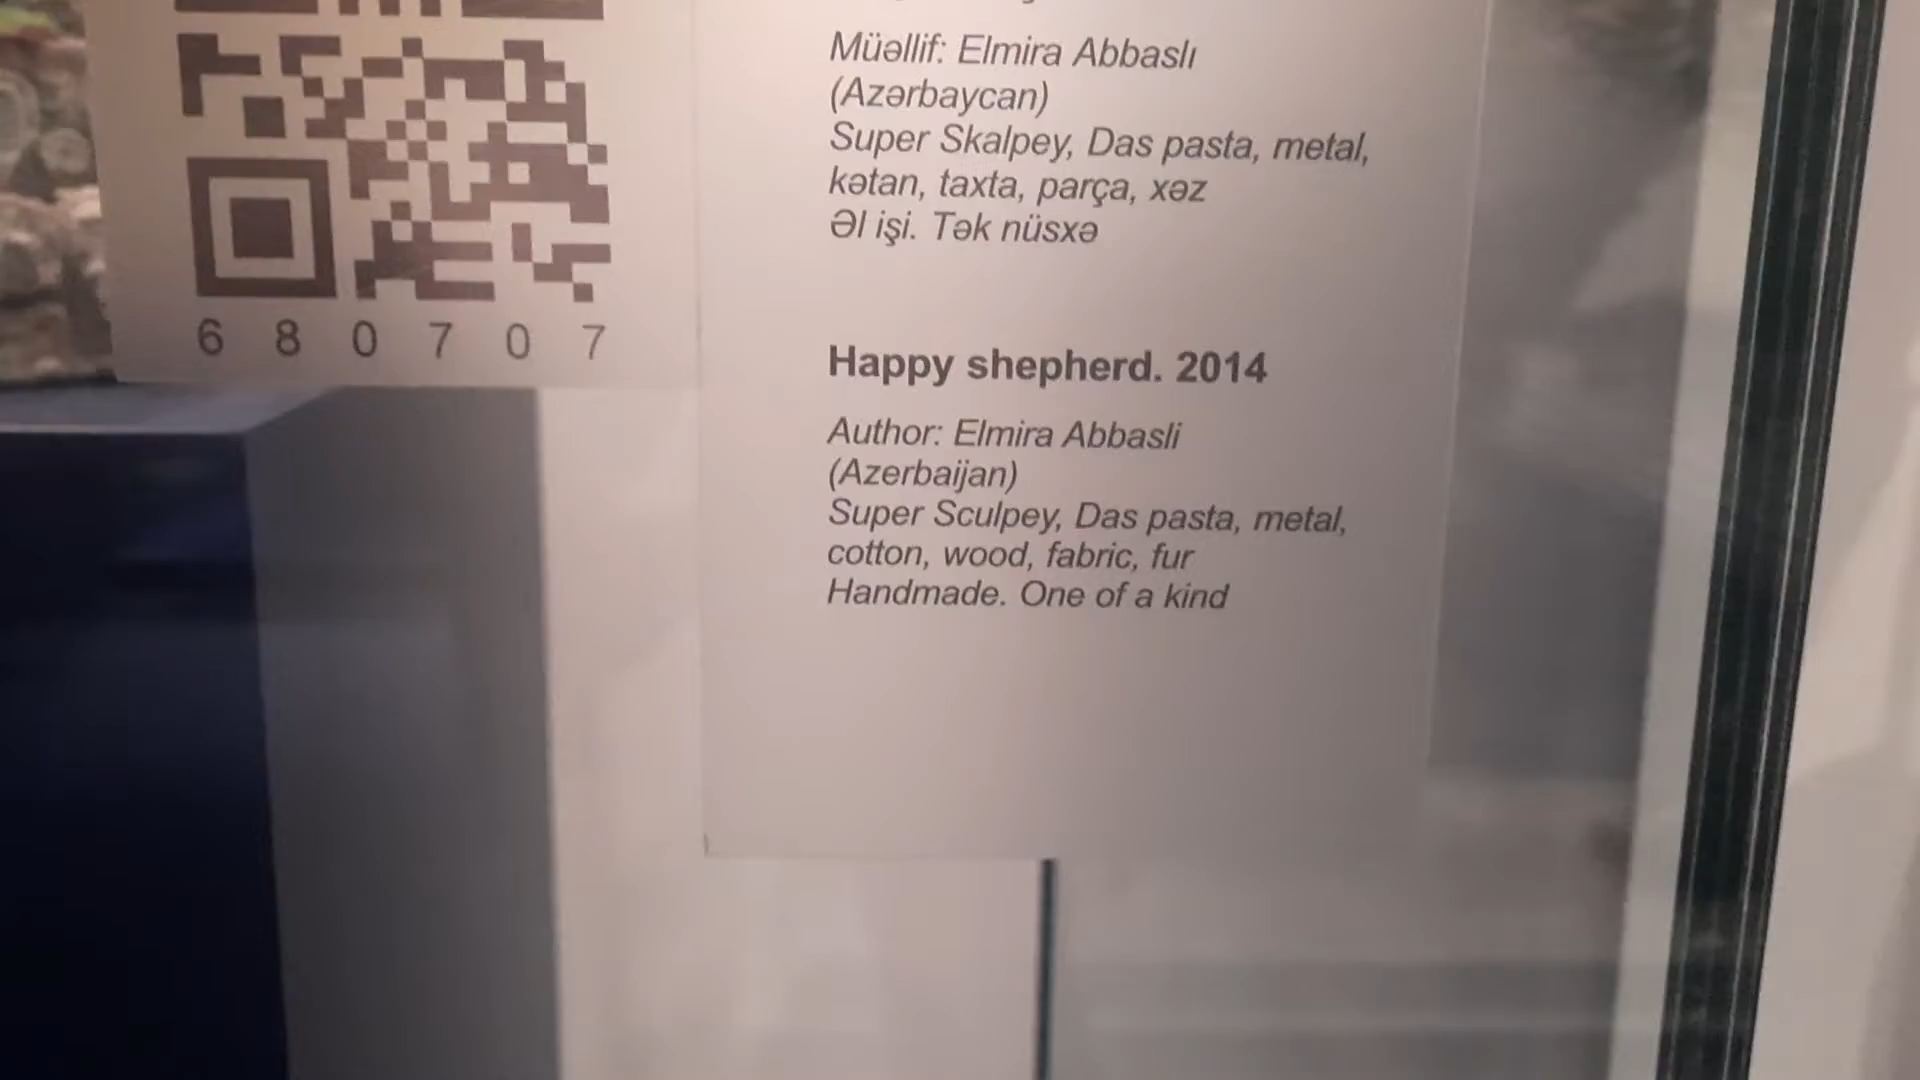 Müəllif: Elmira Abbaslı
(Azərbaycan)
Super Skalpey, Das pasta, metal,
kətan, taxta, parça, xəz
Əl işi. Tək nüsxə
680707
Happy shepherd. 2014
Author: Elmira Abbasli
(Azerbaijan)
Super Sculpey, Das pasta, metal,
cotton, wood, fabric, fur
Handmade. One of a kind